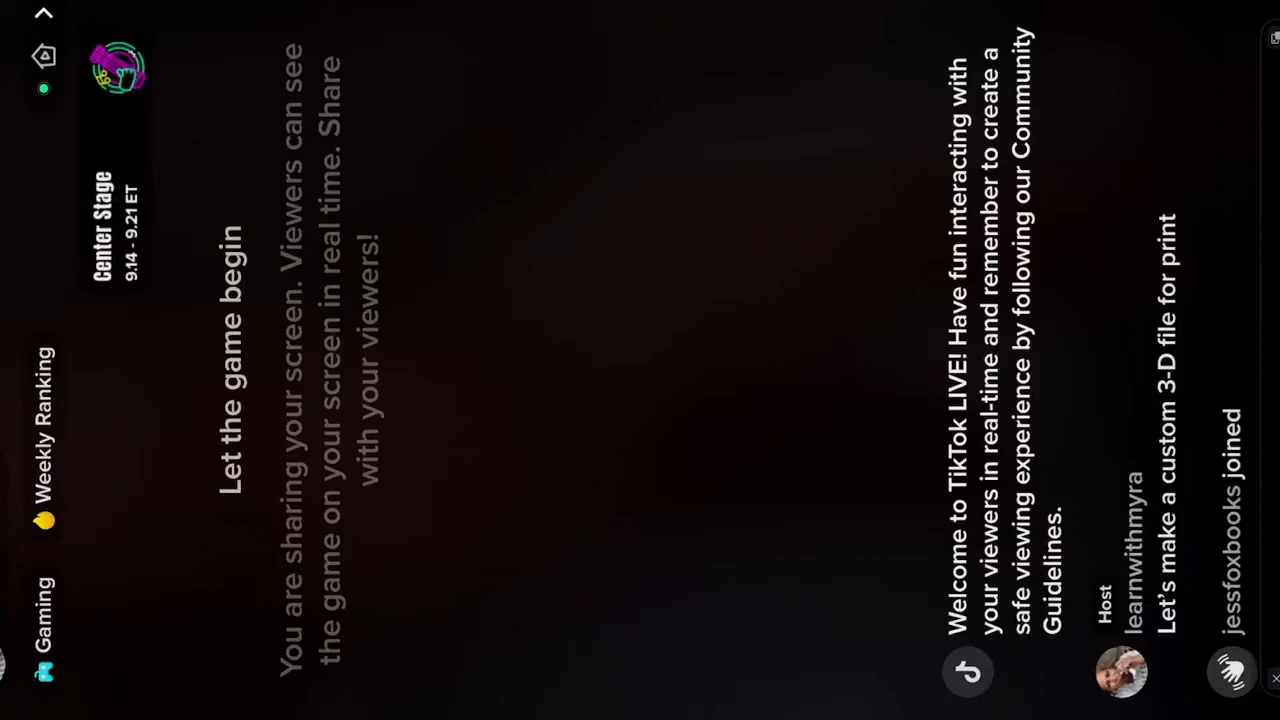 Gaming
Weekly Ranking
Center Stage
9.14 - 9.21 ET
Let the game begin
You are sharing your screen. Viewers can see
the game on your screen in real time. Share
with your viewers!
Welcome to TikTok LIVE! Have fun interacting with
your viewers in real-time and remember to create a
safe viewing experience by following our Community
Guidelines.
Host
learnwithmyra
Let's make a custom 3-D file for print
jessfoxbooks joined